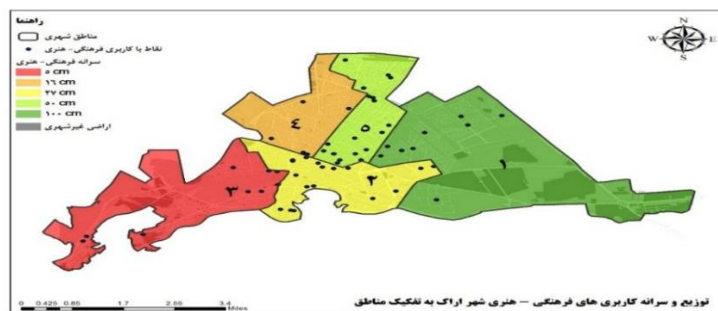 راهنما
مناطق شهری
نقاط با کاربری فرهنگی- هنری
سرانه فرهنگی- هنری
۵ cm
۱۶ cm
۲۷ cm
۵۰ cm
۱۰۰ cm
اراضی غیرشهری
N
W E
S
۴
۵
۱
۲
۳
توزیع و سرانه کاربری های فرهنگی – هنری شهر اراک به تفکیک مناطق
0 0.425 0.85 1.7 2.55 3.4
Miles